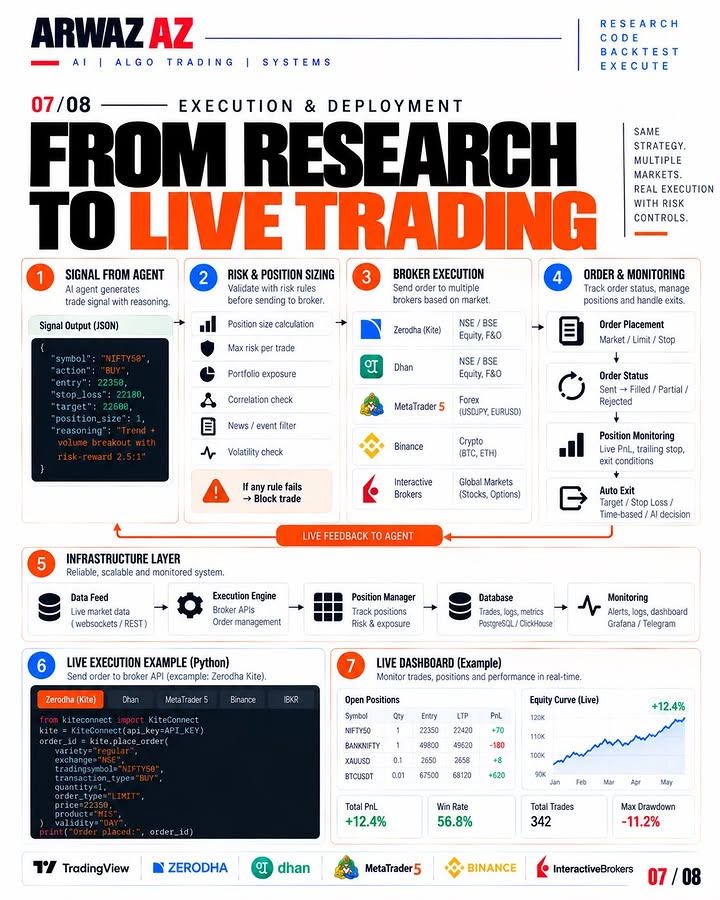 ARWAZ AZ
AI | ALGO TRADING | SYSTEMS
RESEARCH
CODE
BACKTEST
EXECUTE
07/08
EXECUTION & DEPLOYMENT
FROM RESEARCH
TO LIVE TRADING
SAME
STRATEGY.
MULTIPLE
MARKETS.
REAL EXECUTION
WITH RISK
CONTROLS.
1
SIGNAL FROM AGENT
AI agent generates
trade signal with reasoning.
Signal Output (JSON)
{
"symbol": "NIFTY50",
"action": "BUY",
"entry": 22350,
"stop_loss": 22180,
"target": 22600,
"position_size": 1,
"reasoning": "Trend +
volume breakout with
risk-reward 2.5:1"
}
2
RISK & POSITION SIZING
Validate with risk rules
before sending to broker.
Position size calculation
Max risk per trade
Portfolio exposure
Correlation check
News / event filter
Volatility check
If any rule fails
→ Block trade
3
BROKER EXECUTION
Send order to multiple
brokers based on market.
Zerodha (Kite)
NSE / BSE
Equity, F&O
Dhan
NSE / BSE
Equity, F&O
MetaTrader 5
Forex
(USDJPY, EURUSD)
Binance
Crypto
(BTC, ETH)
Interactive
Brokers
Global Markets
(Stocks, Options)
4
ORDER & MONITORING
Track order status, manage
positions and handle exits.
Order Placement
Market / Limit / Stop
Order Status
Sent → Filled / Partial /
Rejected
Position Monitoring
Live PnL, trailing stop,
exit conditions
Auto Exit
Target / Stop Loss /
Time-based / AI decision
LIVE FEEDBACK TO AGENT
5
INFRASTRUCTURE LAYER
Reliable, scalable and monitored system.
Data Feed
Live market data
( websockets / REST )
Execution Engine
Broker APIs
Order management
Position Manager
Track positions
Risk & exposure
Database
Trades, logs, metrics
PostgreSQL / ClickHouse
Monitoring
Alerts, logs, dashboard
Grafana / Telegram
6
LIVE EXECUTION EXAMPLE (Python)
Send order to broker API (excample: Zerodha Kite).
Zerodha (Kite)
Dhan
MetaTrader 5
Binance
IBKR
from kiteconnect import KiteConnect
kite = KiteConnect(api_key=API_KEY)
order_id = kite.place_order(
variety="regular",
exchange="NSE",
tradingsymbol="NIFTY50",
transaction_type="BUY",
quantity=1,
order_type="LIMIT",
price=22350,
product="MIS",
) validity="DAY",
print("Order placed:", order_id)
7
LIVE DASHBOARD (Example)
Monitor trades, positions and performance in real-time.
Open Positions
Symbol Qty Entry LTP PnL
NIFTY50 1 22350 22420 +70
BANKNIFTY 1 49800 49620 -180
XAUUSD 0.1 2650 2658 +8
BTCUSDT 0.01 67500 68120 +620
Equity Curve (Live)
+12.4%
120K
110K
100K
90K
Jan Feb Mar Apr May
Total PnL
+12.4%
Win Rate
56.8%
Total Trades
342
Max Drawdown
-11.2%
TradingView
ZERODHA
dhan
MetaTrader 5
BINANCE
InteractiveBrokers
07 / 08